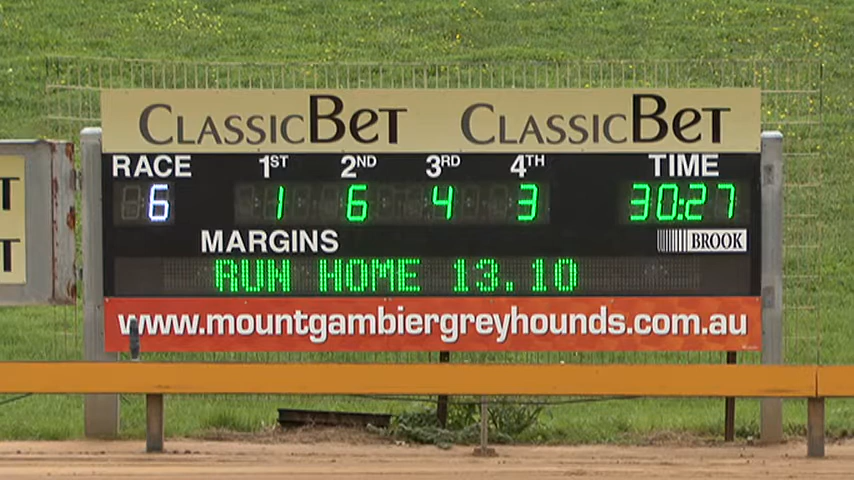 CLASSICBET CLASSICBET
RACE 1ST 2ND 3RD 4TH TIME
6 1 6 4 3 30:27
MARGINS BROOK
RUN HOME 13.10
www.mountgambiergreyhounds.com.au
T
T